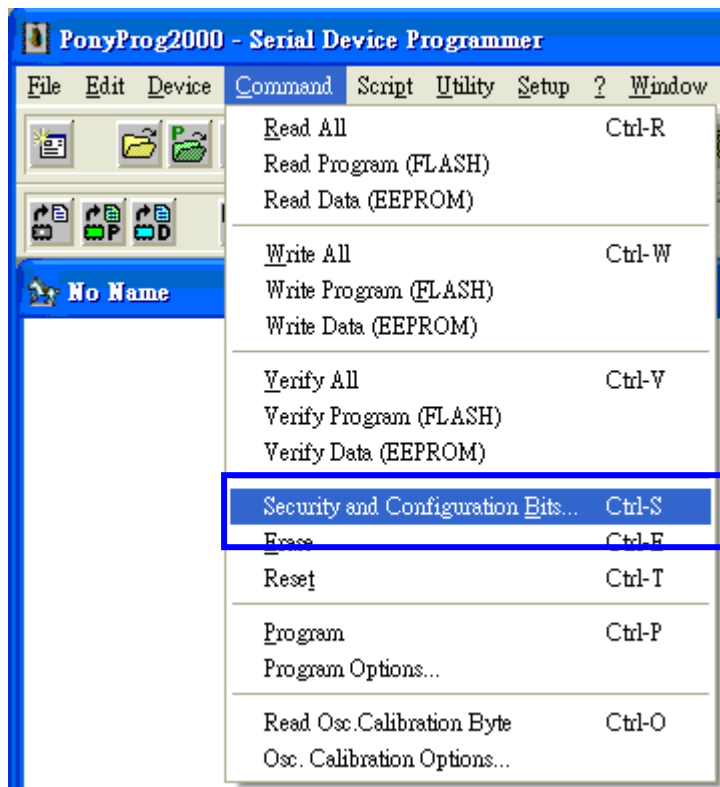 PonyProg2000 - Serial Device Programmer
File Edit Device Command Script Utility Setup ? Window
P
P D
No Name
Read All Ctrl-R
Read Program (FLASH)
Read Data (EEPROM)
Write All Ctrl-W
Write Program (FLASH)
Write Data (EEPROM)
Verify All Ctrl-V
Verify Program (FLASH)
Verify Data (EEPROM)
Security and Configuration Bits... Ctrl-S
Erase Ctrl-E
Reset Ctrl-T
Program Ctrl-P
Program Options...
Read Osc.Calibration Byte Ctrl-O
Osc. Calibration Options...